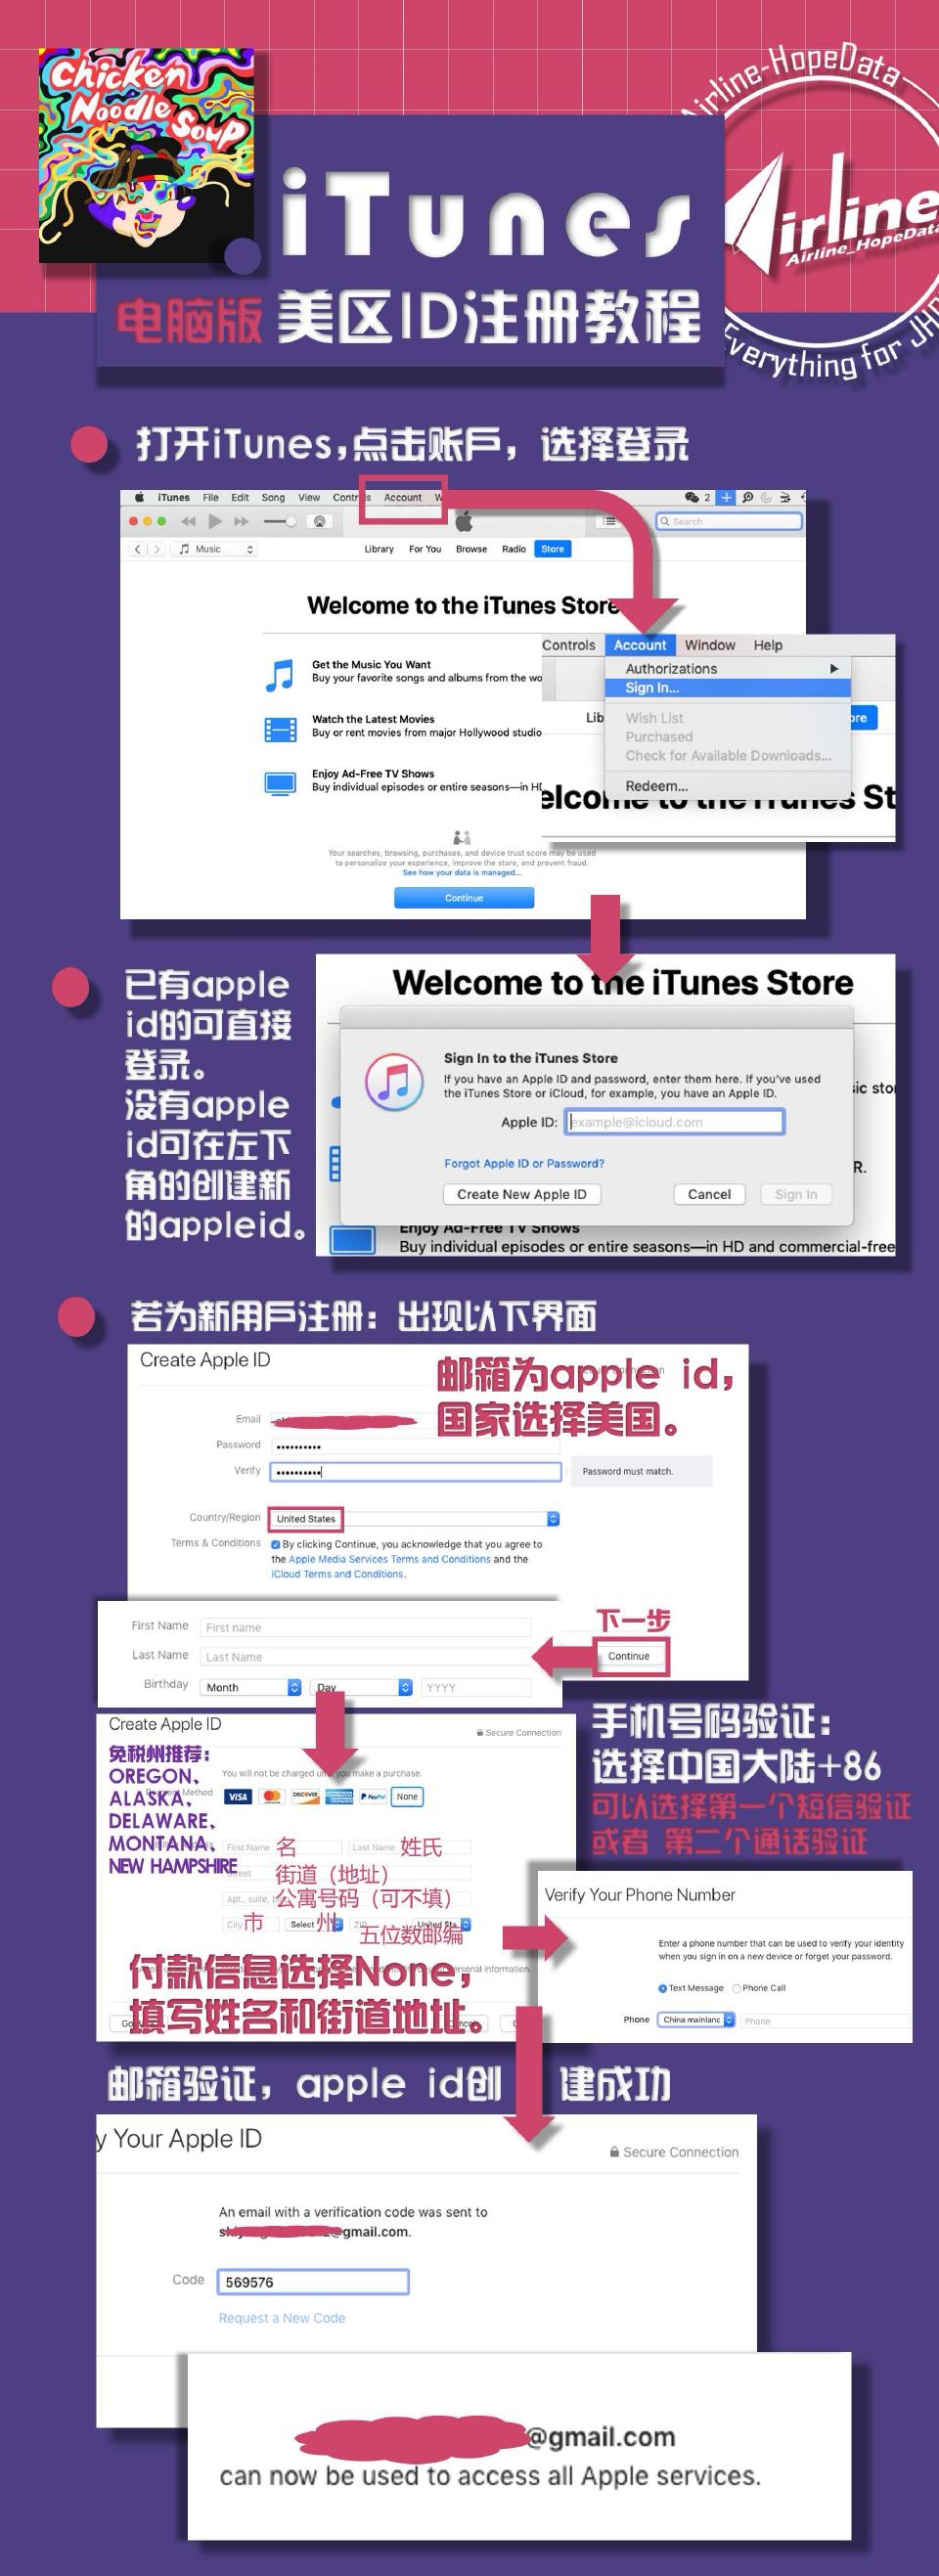 Chicken
Noodle
Soup
Airline-HopeData
Airline
Airline_HopeData
Everything for JH
iTunes
电脑版 美区ID注册教程
打开iTunes,点击账户，选择登录
iTunes File Edit Song View Controls Account W
2
Search
Music
Library For You Browse Radio Store
Welcome to the iTunes Store
Get the Music You Want
Buy your favorite songs and albums from the wo
Watch the Latest Movies
Buy or rent movies from major Hollywood studio
Enjoy Ad-Free TV Shows
Buy individual episodes or entire seasons—in HD
Your searches, browsing, purchases, and device trust score may be used
to personalize your experience, improve the store, and prevent fraud.
See how your data is managed...
Continue
Controls Account Window Help
Authorizations
Sign In...
Lib
ore
Wish List
Purchased
Check for Available Downloads...
Redeem...
elcome to the iTunes St
已有apple
id的可直接
登录。
没有apple
id可在左下
角的创建新
的appleid。
Welcome to the iTunes Store
Sign In to the iTunes Store
If you have an Apple ID and password, enter them here. If you've used
the iTunes Store or iCloud, for example, you have an Apple ID.
ic sto
Apple ID: example@icloud.com
Forgot Apple ID or Password?
R.
Create New Apple ID Cancel Sign In
Enjoy Ad-Free TV Shows
Buy individual episodes or entire seasons—in HD and commercial-free
若为新用户注册：出现以下界面
Create Apple ID
邮箱为apple id，
国家选择美国。
Email
Password
Verify
Password must match.
Country/Region United States
Terms & Conditions By clicking Continue, you acknowledge that you agree to
the Apple Media Services Terms and Conditions and the
iCloud Terms and Conditions.
下一步
Continue
First Name First name
Last Name Last Name
Birthday Month Day YYYY
Create Apple ID
Secure Connection
免税州推荐：
OREGON、
ALASKA、
DELAWARE、
MONTANA、
NEW HAMPSHIRE
You will not be charged until you make a purchase.
Method VISA DISCOVER PayPal None
First Name 名 Last Name 姓氏
Street 街道（地址）
Apt., suite, 公寓号码（可不填）
City 市 Select 州 ZIP 五位数邮编 United Sta
付款信息选择None，
填写姓名和街道地址。
手机号码验证：
选择中国大陆+86
可以选择第一个短信验证
或者 第二个通话验证
Verify Your Phone Number
Enter a phone number that can be used to verify your identity
when you sign in on a new device or forget your password.
Text Message Phone Call
Phone China mainlanc Phone
邮箱验证，apple id创建成功
y Your Apple ID
Secure Connection
An email with a verification code was sent to
@gmail.com.
Code 569576
Request a New Code
@gmail.com
can now be used to access all Apple services.